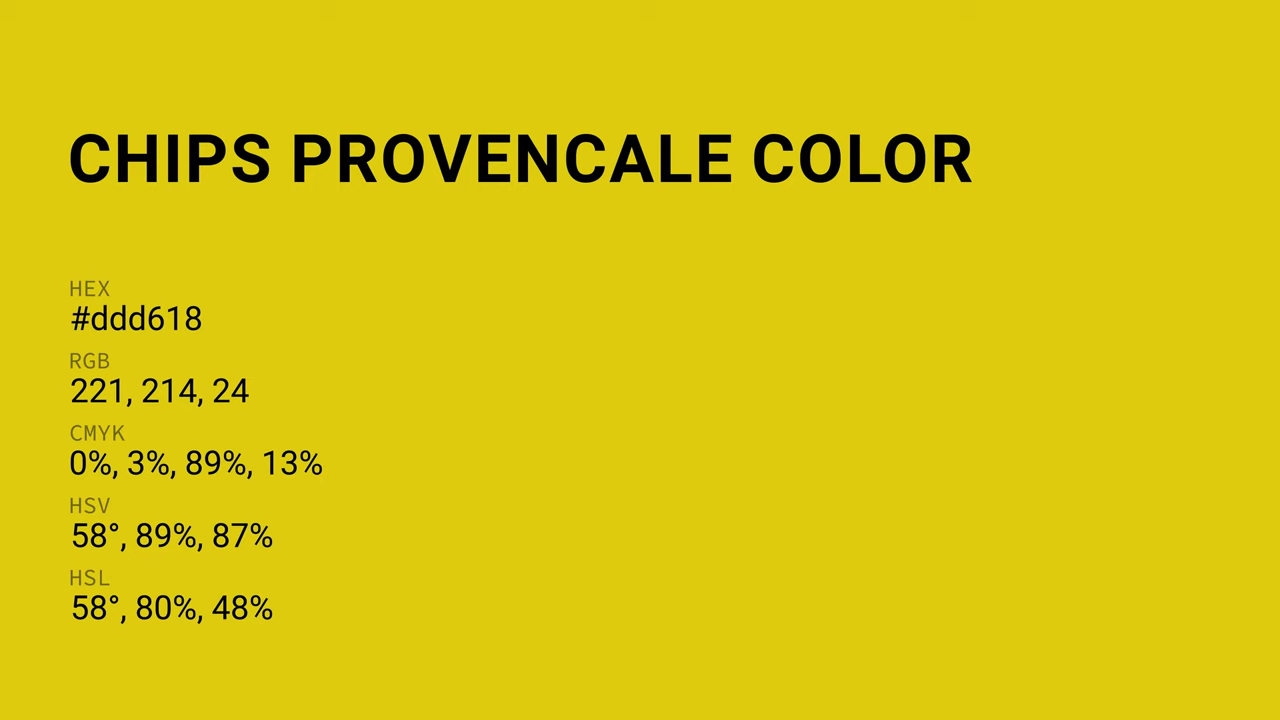 CHIPS PROVENCALE COLOR
HEX
#ddd618
RGB
221, 214, 24
CMYK
0%, 3%, 89%, 13%
HSV
58°, 89%, 87%
HSL
58°, 80%, 48%